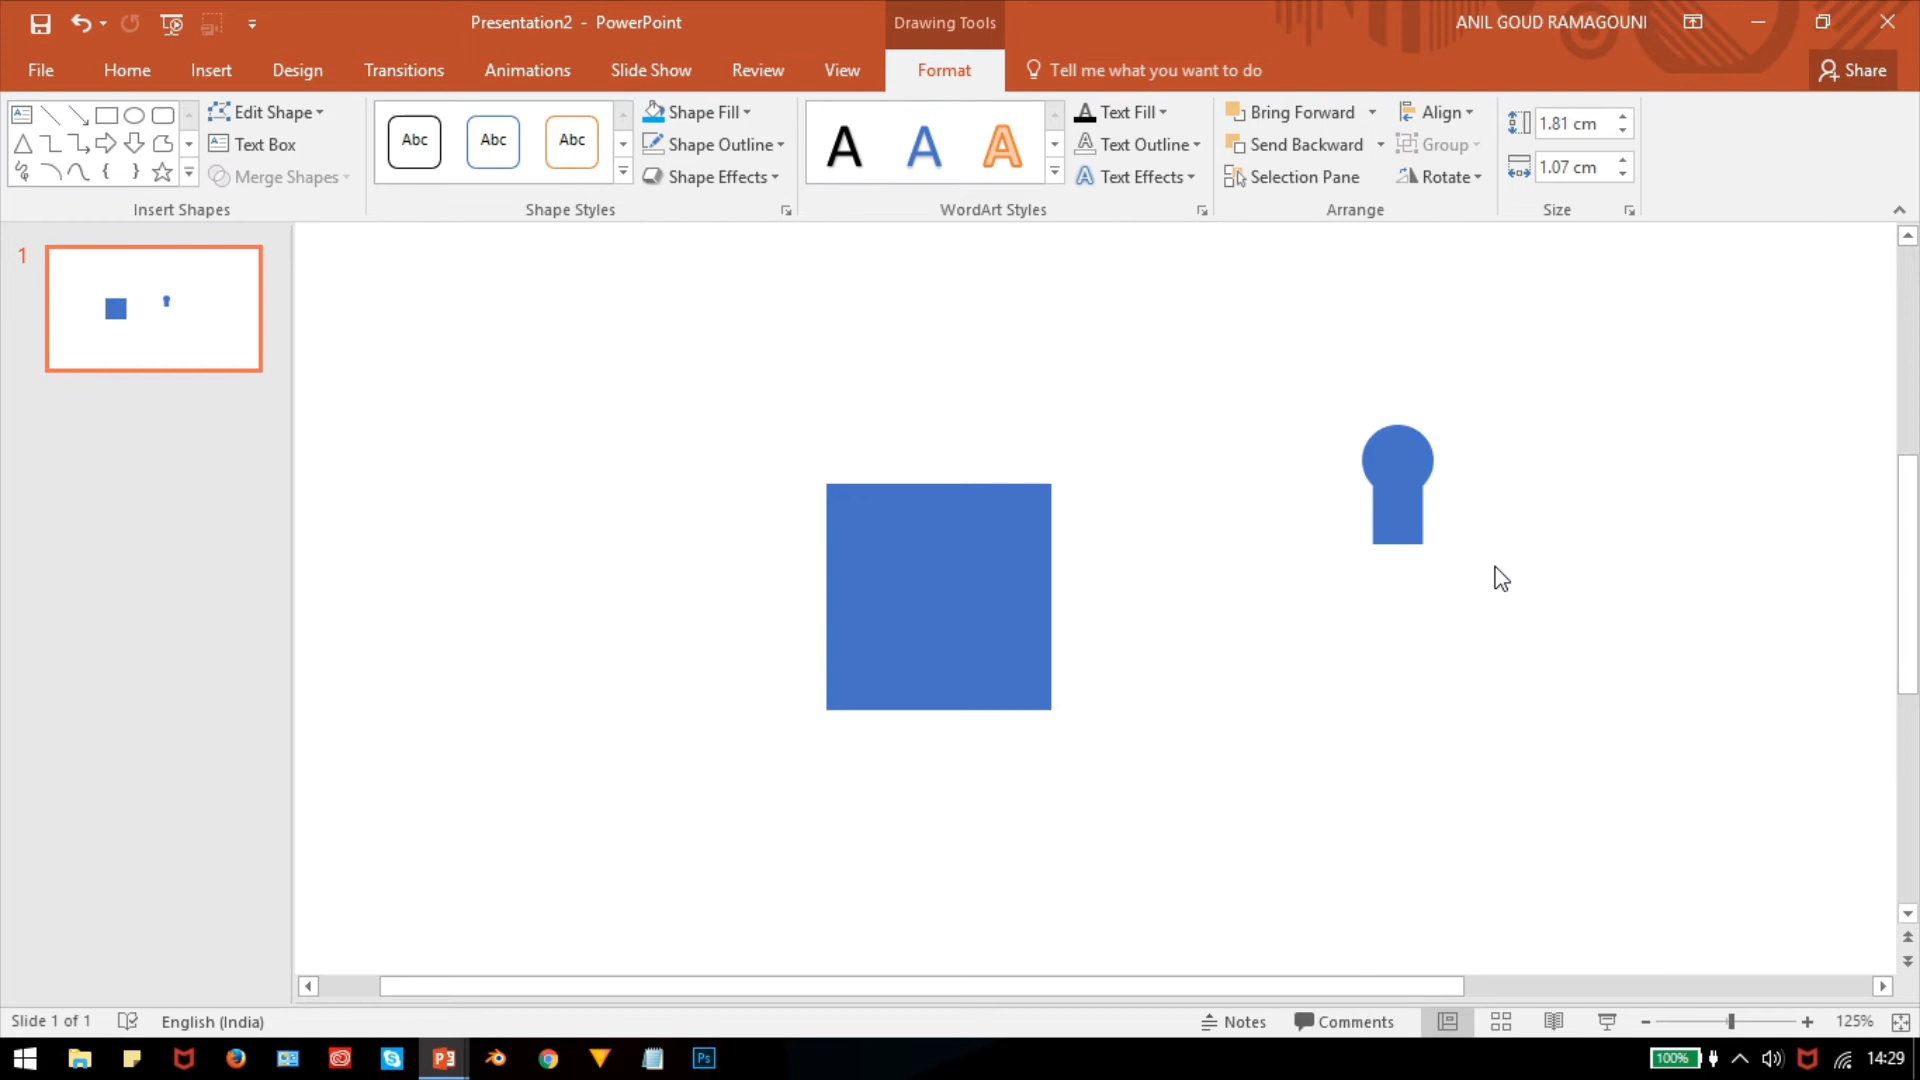 Presentation2 - PowerPoint
Drawing Tools
ANIL GOUD RAMAGOUNI
File Home Insert Design Transitions Animations Slide Show Review View Format Tell me what you want to do Share
Edit Shape
Text Box
Merge Shapes
Insert Shapes
Abc Abc Abc
Shape Fill
Shape Outline
Shape Effects
Shape Styles
A A A
Text Fill
Text Outline
Text Effects
WordArt Styles
Bring Forward
Send Backward
Selection Pane
Align
Group
Rotate
Arrange
1.81 cm
1.07 cm
Size
1
Slide 1 of 1 English (India) Notes Comments 125%
Ps
100% 14:29